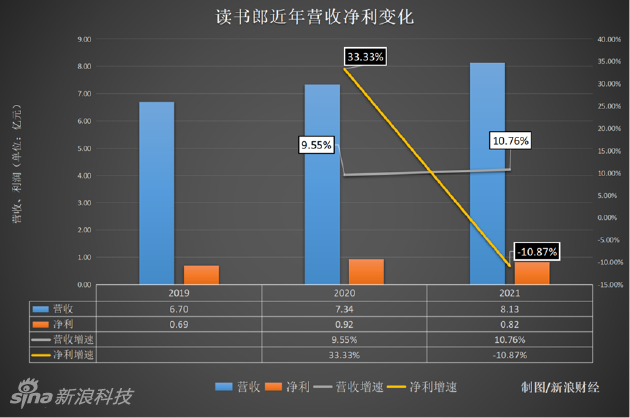 读书郎近年营收净利变化
9.00 40.00%
8.00 35.00%
7.00 30.00%
6.00 25.00%
5.00 20.00%
4.00 15.00%
3.00 10.00%
2.00 5.00%
1.00 0.00%
0.00 -5.00%
-10.00%
-15.00%
营收、利润（单位：亿元）
33.33%
9.55%
10.76%
-10.87%
2019 2020 2021
营收 6.70 7.34 8.13
净利 0.69 0.92 0.82
营收增速 9.55% 10.76%
净利增速 33.33% -10.87%
营收 净利 营收增速 净利增速
制图/新浪财经
sina新浪科技